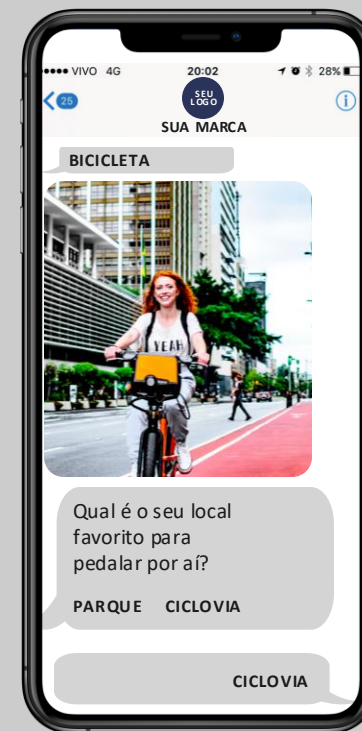 VIVO 4G 20:02 28%
25
SEU
LOGO
SUA MARCA
BICICLETA
YEAH
Qual é o seu local
favorito para
pedalar por aí?
PARQUE CICLOVIA
CICLOVIA